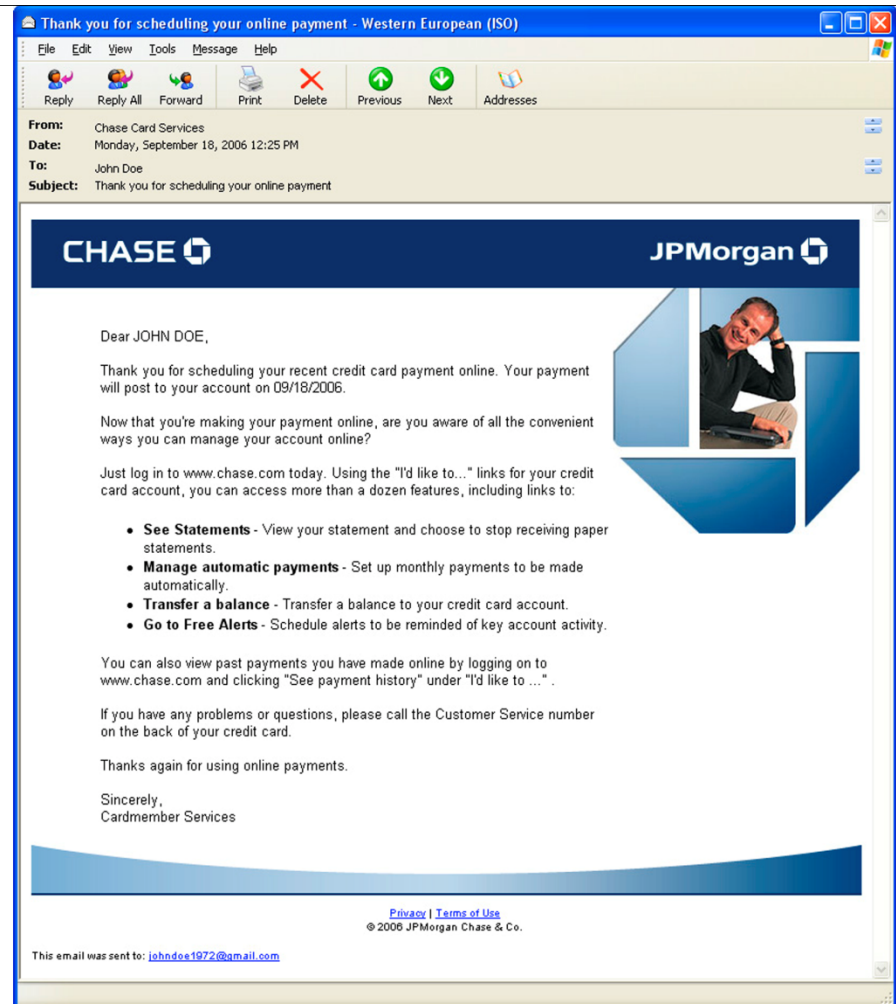 Thank you for scheduling your online payment - Western European (ISO)
File Edit View Tools Message Help
Reply Reply All Forward Print Delete Previous Next Addresses
From: Chase Card Services
Date: Monday, September 18, 2006 12:25 PM
To: John Doe
Subject: Thank you for scheduling your online payment
CHASE JPMorgan
Dear JOHN DOE,
Thank you for scheduling your recent credit card payment online. Your payment
will post to your account on 09/18/2006.
Now that you're making your payment online, are you aware of all the convenient
ways you can manage your account online?
Just log in to www.chase.com today. Using the "I'd like to..." links for your credit
card account, you can access more than a dozen features, including links to:
• See Statements - View your statement and choose to stop receiving paper
statements.
• Manage automatic payments - Set up monthly payments to be made
automatically.
• Transfer a balance - Transfer a balance to your credit card account.
• Go to Free Alerts - Schedule alerts to be reminded of key account activity.
You can also view past payments you have made online by logging on to
www.chase.com and clicking "See payment history" under "I'd like to ..." .
If you have any problems or questions, please call the Customer Service number
on the back of your credit card.
Thanks again for using online payments.
Sincerely,
Cardmember Services
Privacy | Terms of Use
© 2006 JPMorgan Chase & Co.
This email was sent to: johndoe1972@gmail.com